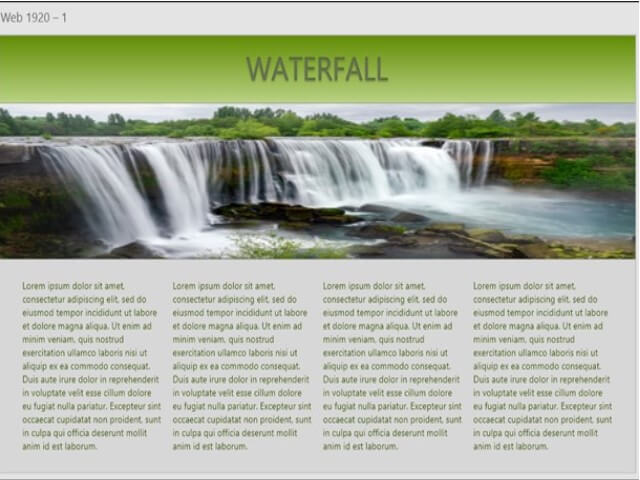 Web 1920 – 1
WATERFALL
Lorem ipsum dolor sit amet,
consectetur adipiscing elit, sed do
eiusmod tempor incididunt ut labore
et dolore magna aliqua. Ut enim ad
minim veniam, quis nostrud
exercitation ullamco laboris nisi ut
aliquip ex ea commodo consequat.
Duis aute irure dolor in reprehenderit
in voluptate velit esse cillum dolore
eu fugiat nulla pariatur. Excepteur sint
occaecat cupidatat non proident, sunt
in culpa qui officia deserunt mollit
anim id est laborum.
Lorem ipsum dolor sit amet,
consectetur adipiscing elit, sed do
eiusmod tempor incididunt ut labore
et dolore magna aliqua. Ut enim ad
minim veniam, quis nostrud
exercitation ullamco laboris nisi ut
aliquip ex ea commodo consequat.
Duis aute irure dolor in reprehenderit
in voluptate velit esse cillum dolore
eu fugiat nulla pariatur. Excepteur sint
occaecat cupidatat non proident, sunt
in culpa qui officia deserunt mollit
anim id est laborum.
Lorem ipsum dolor sit amet,
consectetur adipiscing elit, sed do
eiusmod tempor incididunt ut labore
et dolore magna aliqua. Ut enim ad
minim veniam, quis nostrud
exercitation ullamco laboris nisi ut
aliquip ex ea commodo consequat.
Duis aute irure dolor in reprehenderit
in voluptate velit esse cillum dolore
eu fugiat nulla pariatur. Excepteur sint
occaecat cupidatat non proident, sunt
in culpa qui officia deserunt mollit
anim id est laborum.
Lorem ipsum dolor sit amet,
consectetur adipiscing elit, sed do
eiusmod tempor incididunt ut labore
et dolore magna aliqua. Ut enim ad
minim veniam, quis nostrud
exercitation ullamco laboris nisi ut
aliquip ex ea commodo consequat.
Duis aute irure dolor in reprehenderit
in voluptate velit esse cillum dolore
eu fugiat nulla pariatur. Excepteur sint
occaecat cupidatat non proident, sunt
in culpa qui officia deserunt mollit
anim id est laborum.